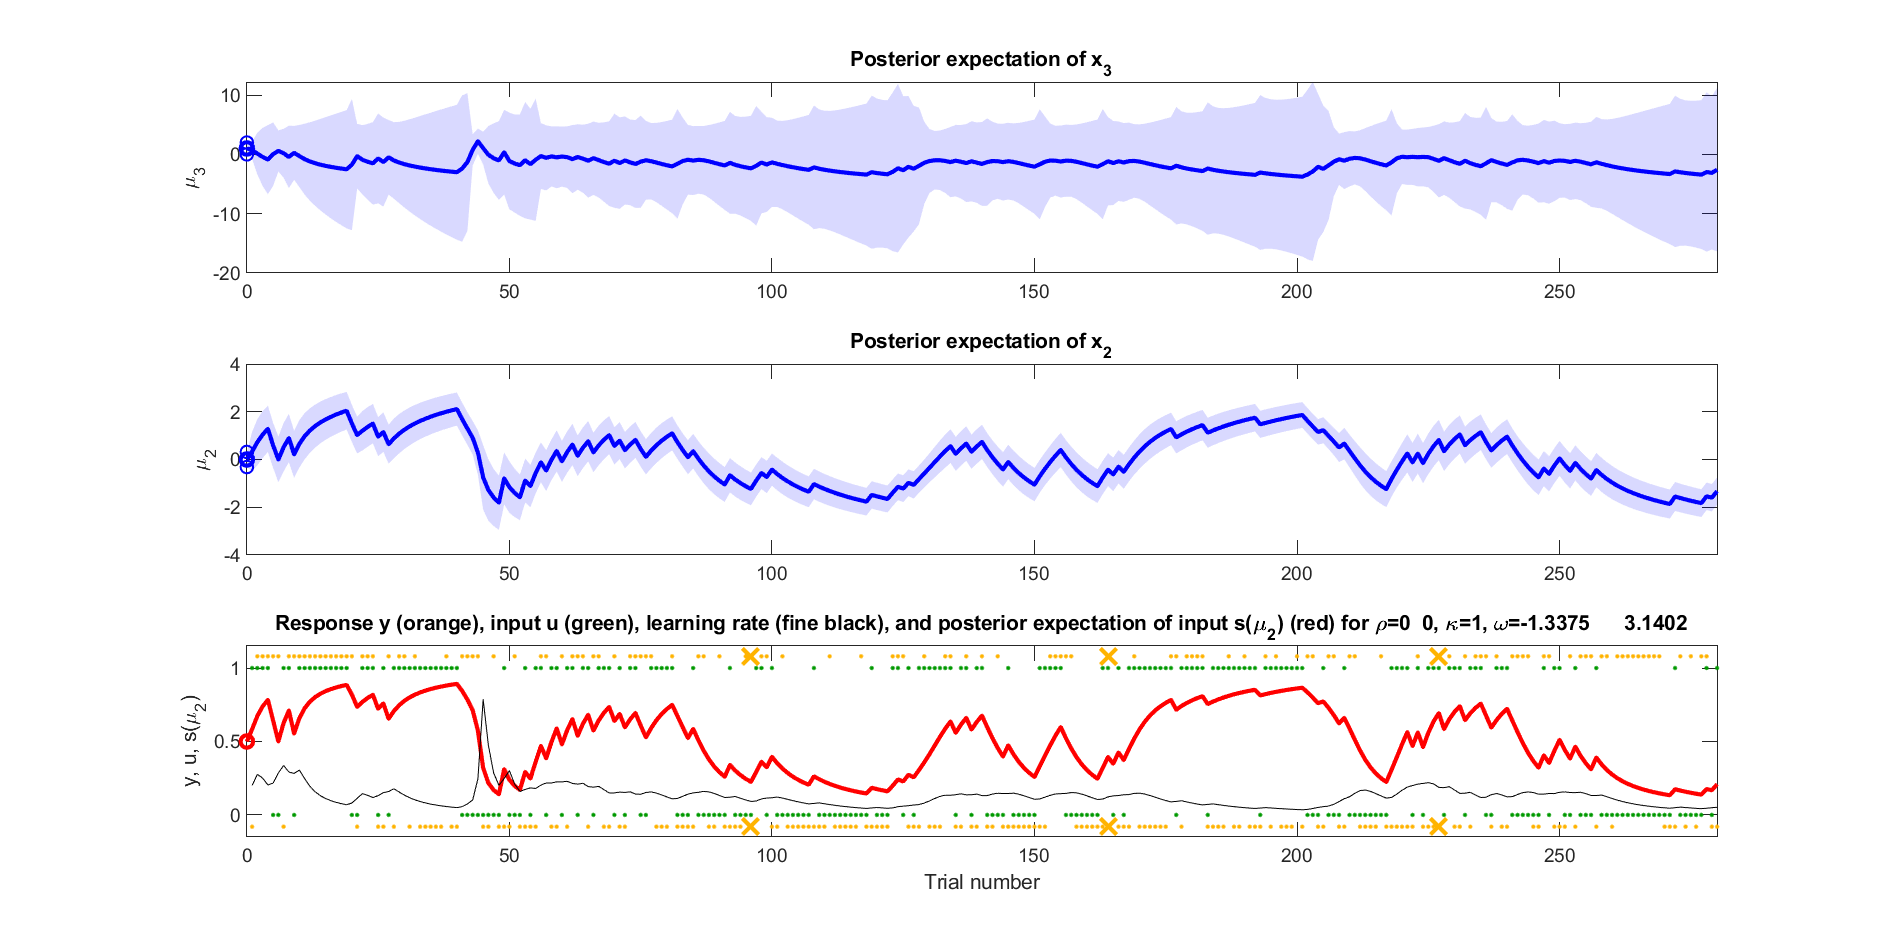 Posterior expectation of x3
10
0
-10
-20
μ3
0 50 100 150 200 250
Posterior expectation of x2
4
2
0
-2
-4
μ2
0 50 100 150 200 250
Response y (orange), input u (green), learning rate (fine black), and posterior expectation of input s(μ2) (red) for ρ=0 0, κ=1, ω=-1.3375 3.1402
1
0.5
0
y, u, s(μ2)
0 50 100 150 200 250
Trial number